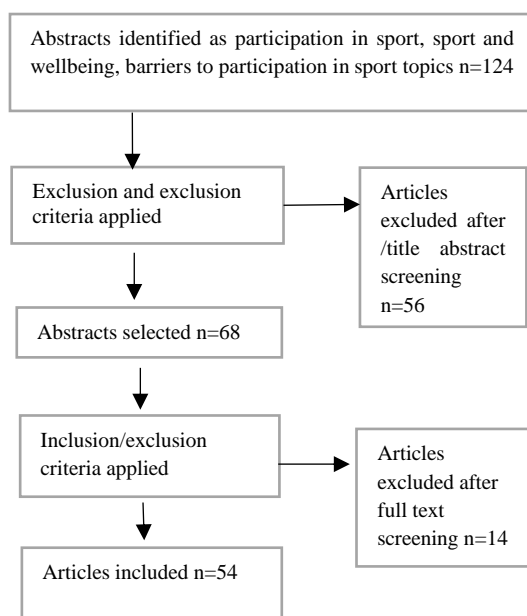 Abstracts identified as participation in sport, sport and
wellbeing, barriers to participation in sport topics n=124
Exclusion and exclusion
criteria applied
Articles
excluded after
/title abstract
screening
n=56
Abstracts selected n=68
Inclusion/exclusion
criteria applied
Articles
excluded after
full text
screening n=14
Articles included n=54